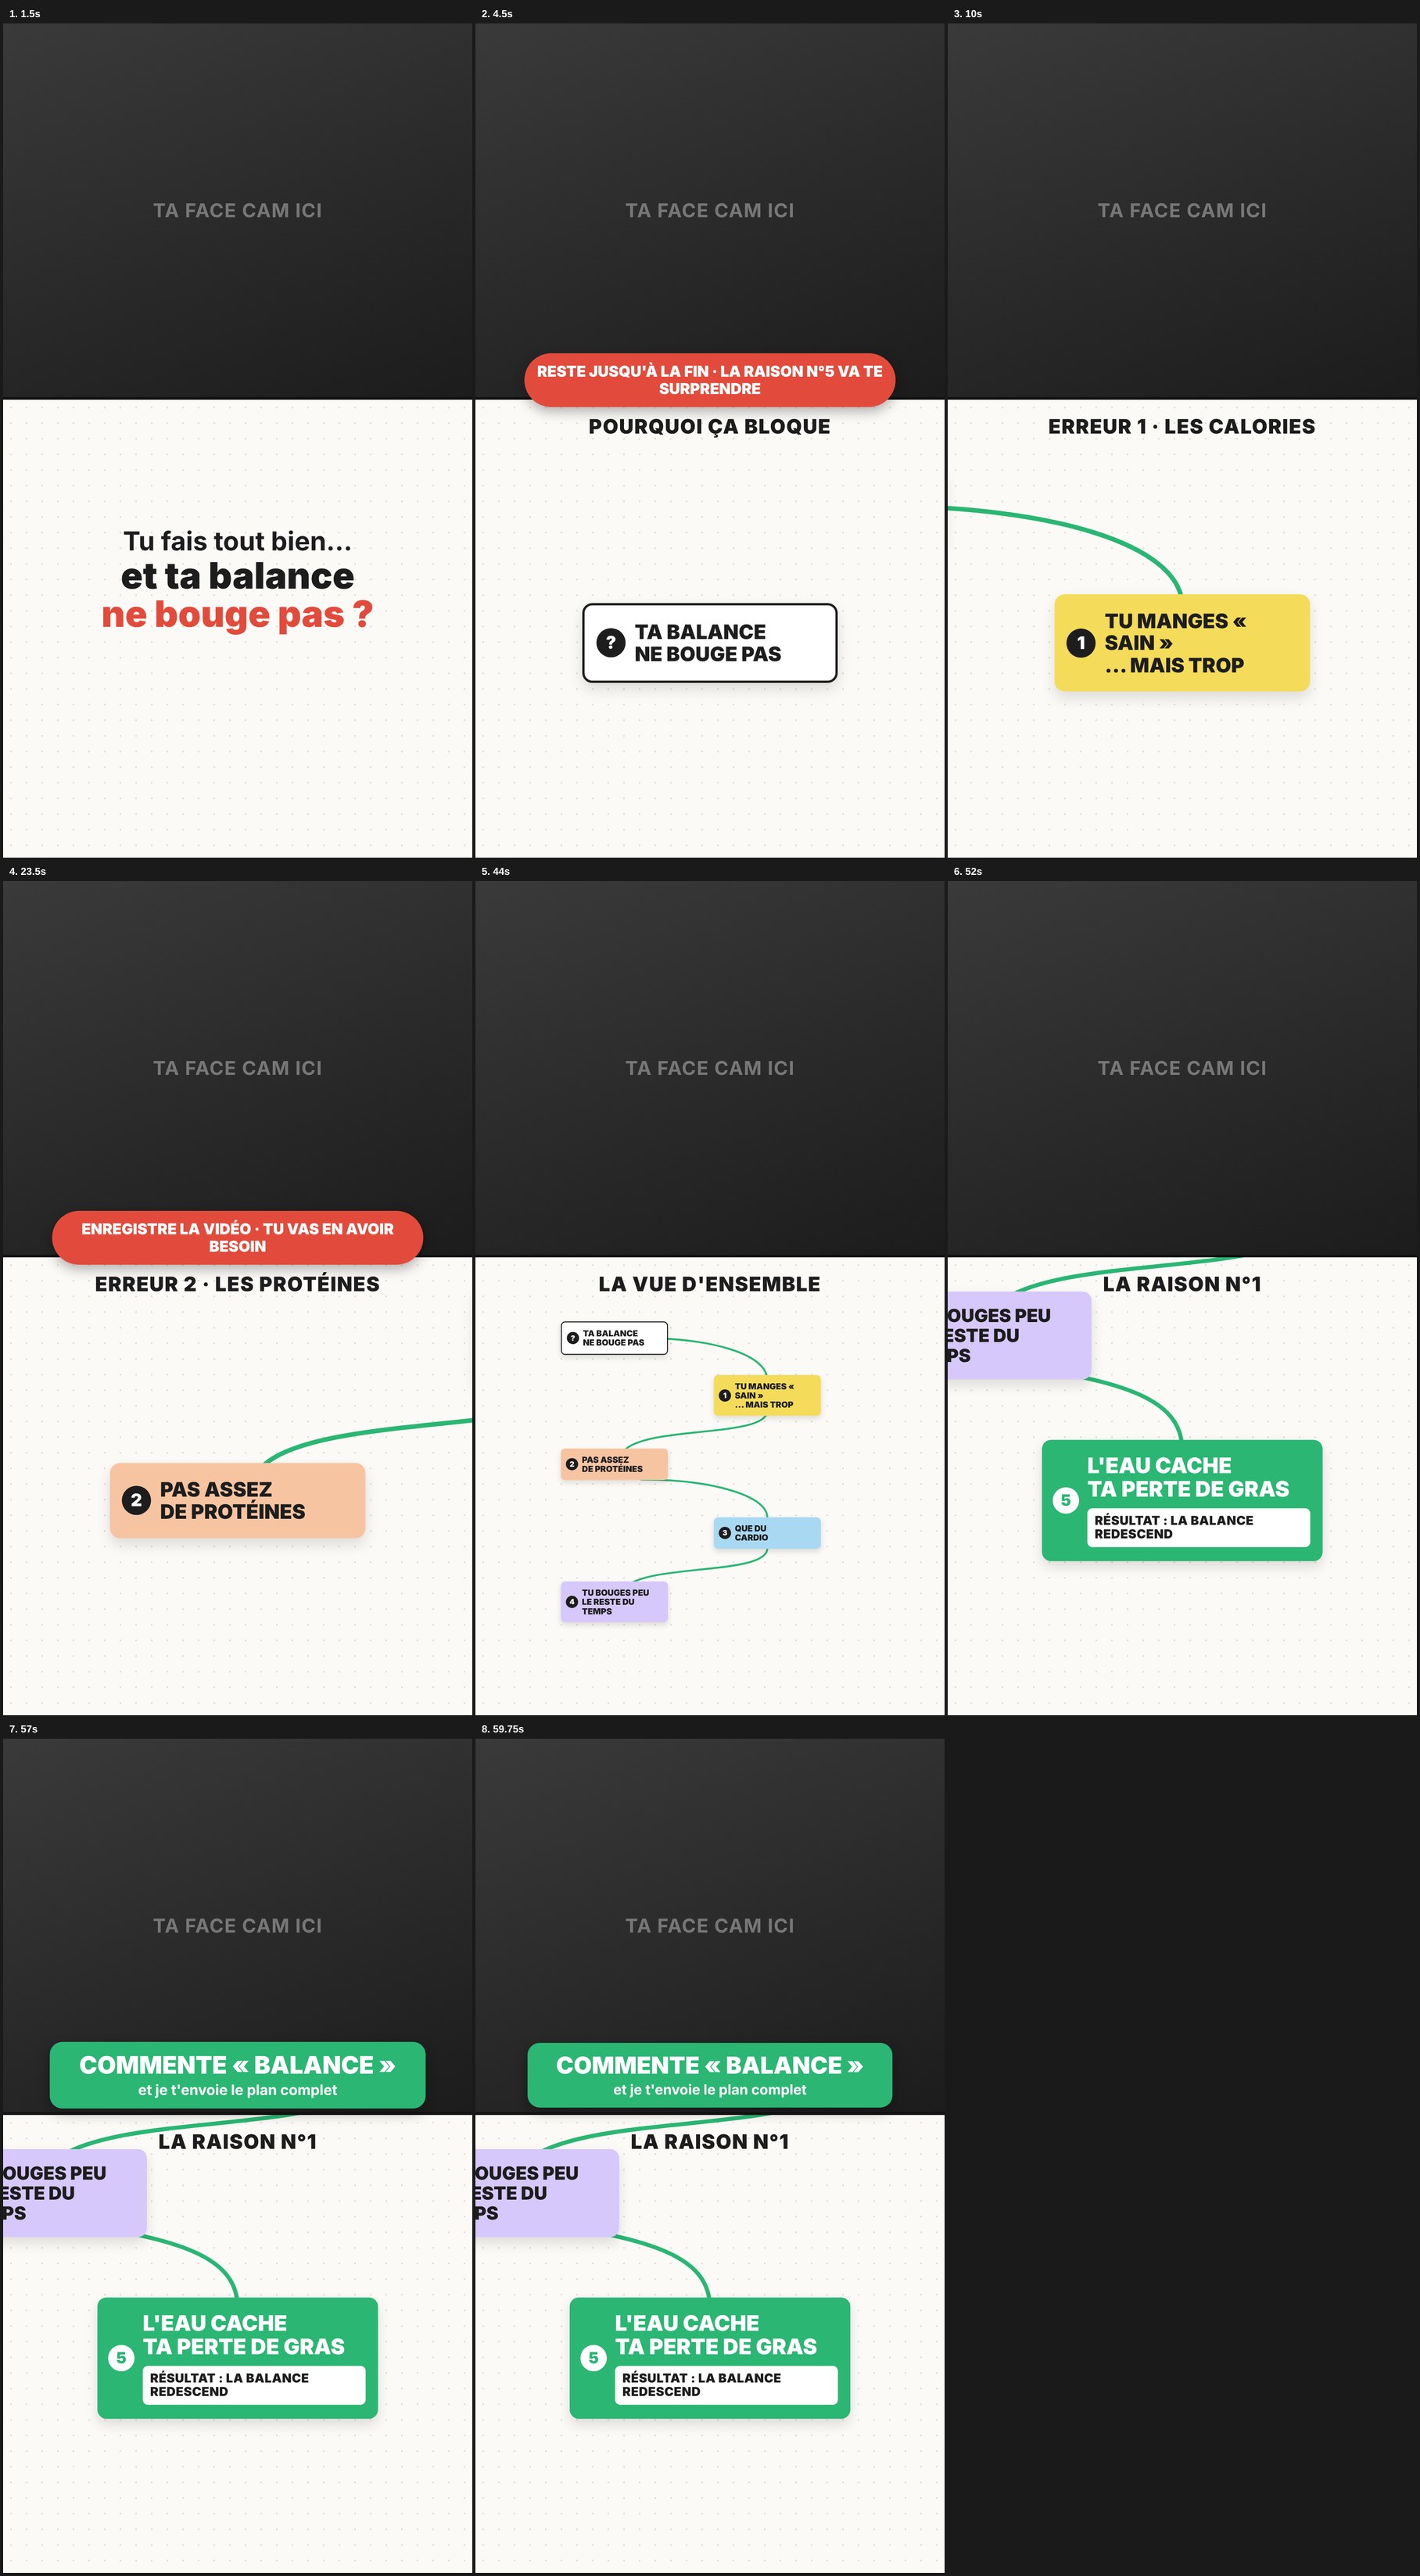 1. 1.5s
TA FACE CAM ICI
Tu fais tout bien...
et ta balance
ne bouge pas ?
2. 4.5s
TA FACE CAM ICI
RESTE JUSQU'À LA FIN · LA RAISON N°5 VA TE
SURPRENDRE
POURQUOI ÇA BLOQUE
?
TA BALANCE
NE BOUGE PAS
3. 10s
TA FACE CAM ICI
ERREUR 1 · LES CALORIES
1
TU MANGES «
SAIN »
... MAIS TROP
4. 23.5s
TA FACE CAM ICI
ENREGISTRE LA VIDÉO · TU VAS EN AVOIR
BESOIN
ERREUR 2 · LES PROTÉINES
2
PAS ASSEZ
DE PROTÉINES
5. 44s
TA FACE CAM ICI
LA VUE D'ENSEMBLE
?
TA BALANCE
NE BOUGE PAS
1
TU MANGES «
SAIN »
... MAIS TROP
2
PAS ASSEZ
DE PROTÉINES
3
QUE DU
CARDIO
4
TU BOUGES PEU
LE RESTE DU
TEMPS
6. 52s
TA FACE CAM ICI
LA RAISON N°1
OUGES PEU
ESTE DU
PS
5
L'EAU CACHE
TA PERTE DE GRAS
RÉSULTAT : LA BALANCE
REDESCEND
7. 57s
TA FACE CAM ICI
COMMENTE « BALANCE »
et je t'envoie le plan complet
LA RAISON N°1
OUGES PEU
ESTE DU
PS
5
L'EAU CACHE
TA PERTE DE GRAS
RÉSULTAT : LA BALANCE
REDESCEND
8. 59.75s
TA FACE CAM ICI
COMMENTE « BALANCE »
et je t'envoie le plan complet
LA RAISON N°1
OUGES PEU
ESTE DU
PS
5
L'EAU CACHE
TA PERTE DE GRAS
RÉSULTAT : LA BALANCE
REDESCEND